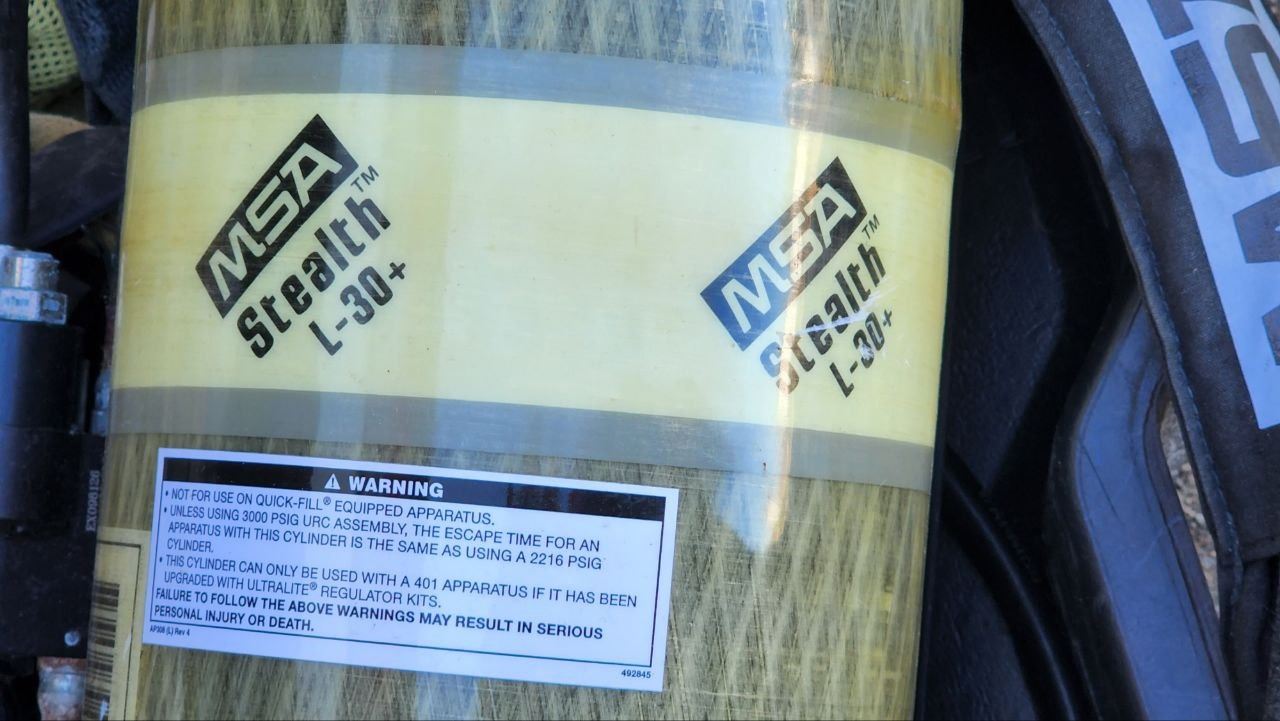 MSA
Stealth™
L-30+
MSA
Stealth™
L-30+
⚠ WARNING
• NOT FOR USE ON QUICK-FILL® EQUIPPED APPARATUS.
• UNLESS USING 3000 PSIG URC ASSEMBLY, THE ESCAPE TIME FOR AN
APPARATUS WITH THIS CYLINDER IS THE SAME AS USING A 2216 PSIG
CYLINDER.
• THIS CYLINDER CAN ONLY BE USED WITH A 401 APPARATUS IF IT HAS BEEN
UPGRADED WITH ULTRALITE® REGULATOR KITS.
FAILURE TO FOLLOW THE ABOVE WARNINGS MAY RESULT IN SERIOUS
PERSONAL INJURY OR DEATH.
AP308 (L) Rev 4
492845